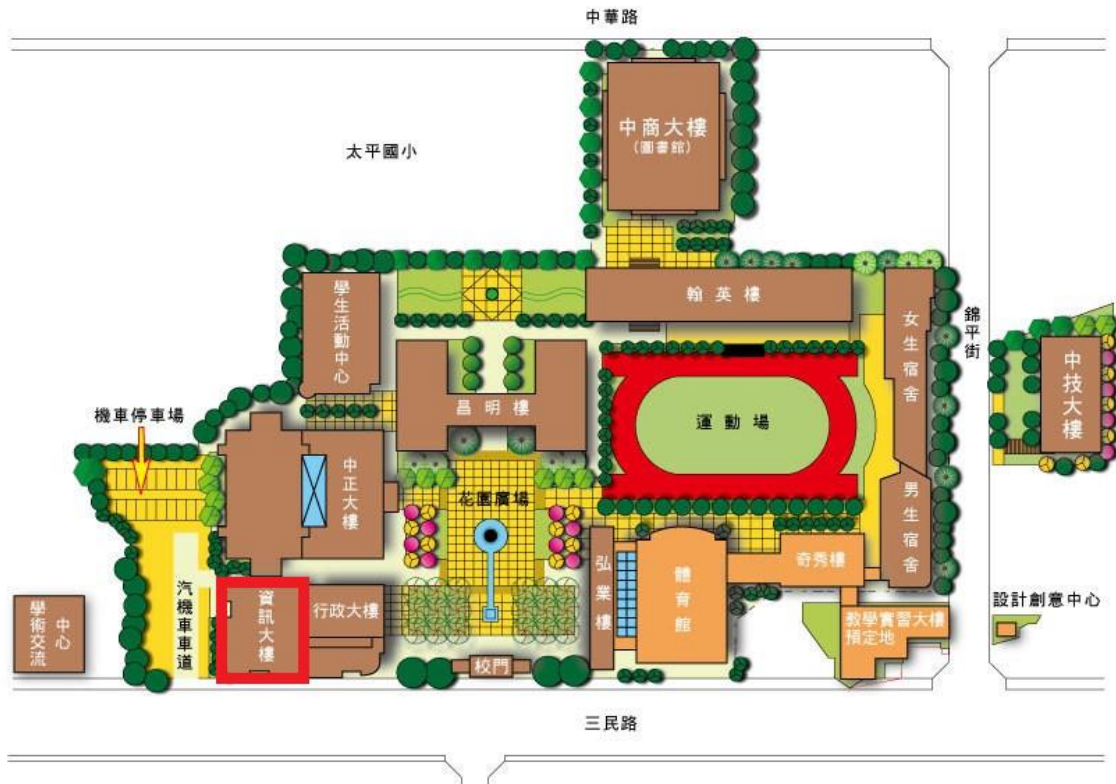 中華路
中商大樓
(圖書館)
太平國小
翰英樓
學生活動中心
女生宿舍
錦平街
中技大樓
昌明樓
運動場
機車停車場
中正大樓
花園廣場
男生宿舍
弘業樓
體育館
奇秀樓
設計創意中心
教學實習大樓
預定地
汽機車車道
資訊大樓
行政大樓
學術交流
中心
校門
三民路